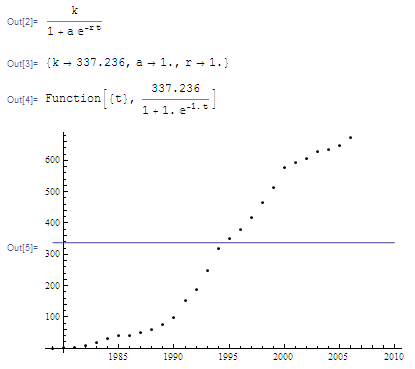 Out[2]= k / 1 + a e^-r t
Out[3]= {k → 337.236, a → 1., r → 1.}
Out[4]= Function[{t}, 337.236 / 1 + 1. e^-1. t]
Out[5]=
600
500
400
300
200
100
1985 1990 1995 2000 2005 2010